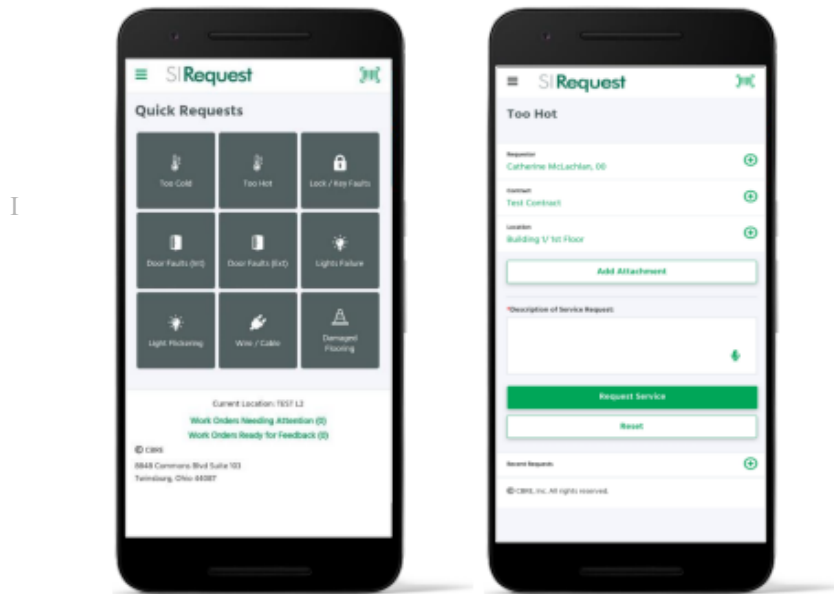 I
SIRequest
Quick Requests
Too Cold
Too Hot
Lock / Key Faults
Door Faults (Int)
Door Faults (Ext)
Lights Failure
Light Flickering
Wire / Cable
Damaged
Flooring
Current Location: TEST L2
Work Orders Needing Attention (0)
Work Orders Ready for Feedback (0)
© CBRE
8848 Commons Blvd Suite 103
Twinsburg, Ohio 44087
SIRequest
Too Hot
Requestor
Catherine McLachlan, 00
Contract
Test Contract
Location
Building 1/ 1st Floor
Add Attachment
*Description of Service Request:
Request Service
Reset
Recent Requests
© CBRE, Inc. All rights reserved.